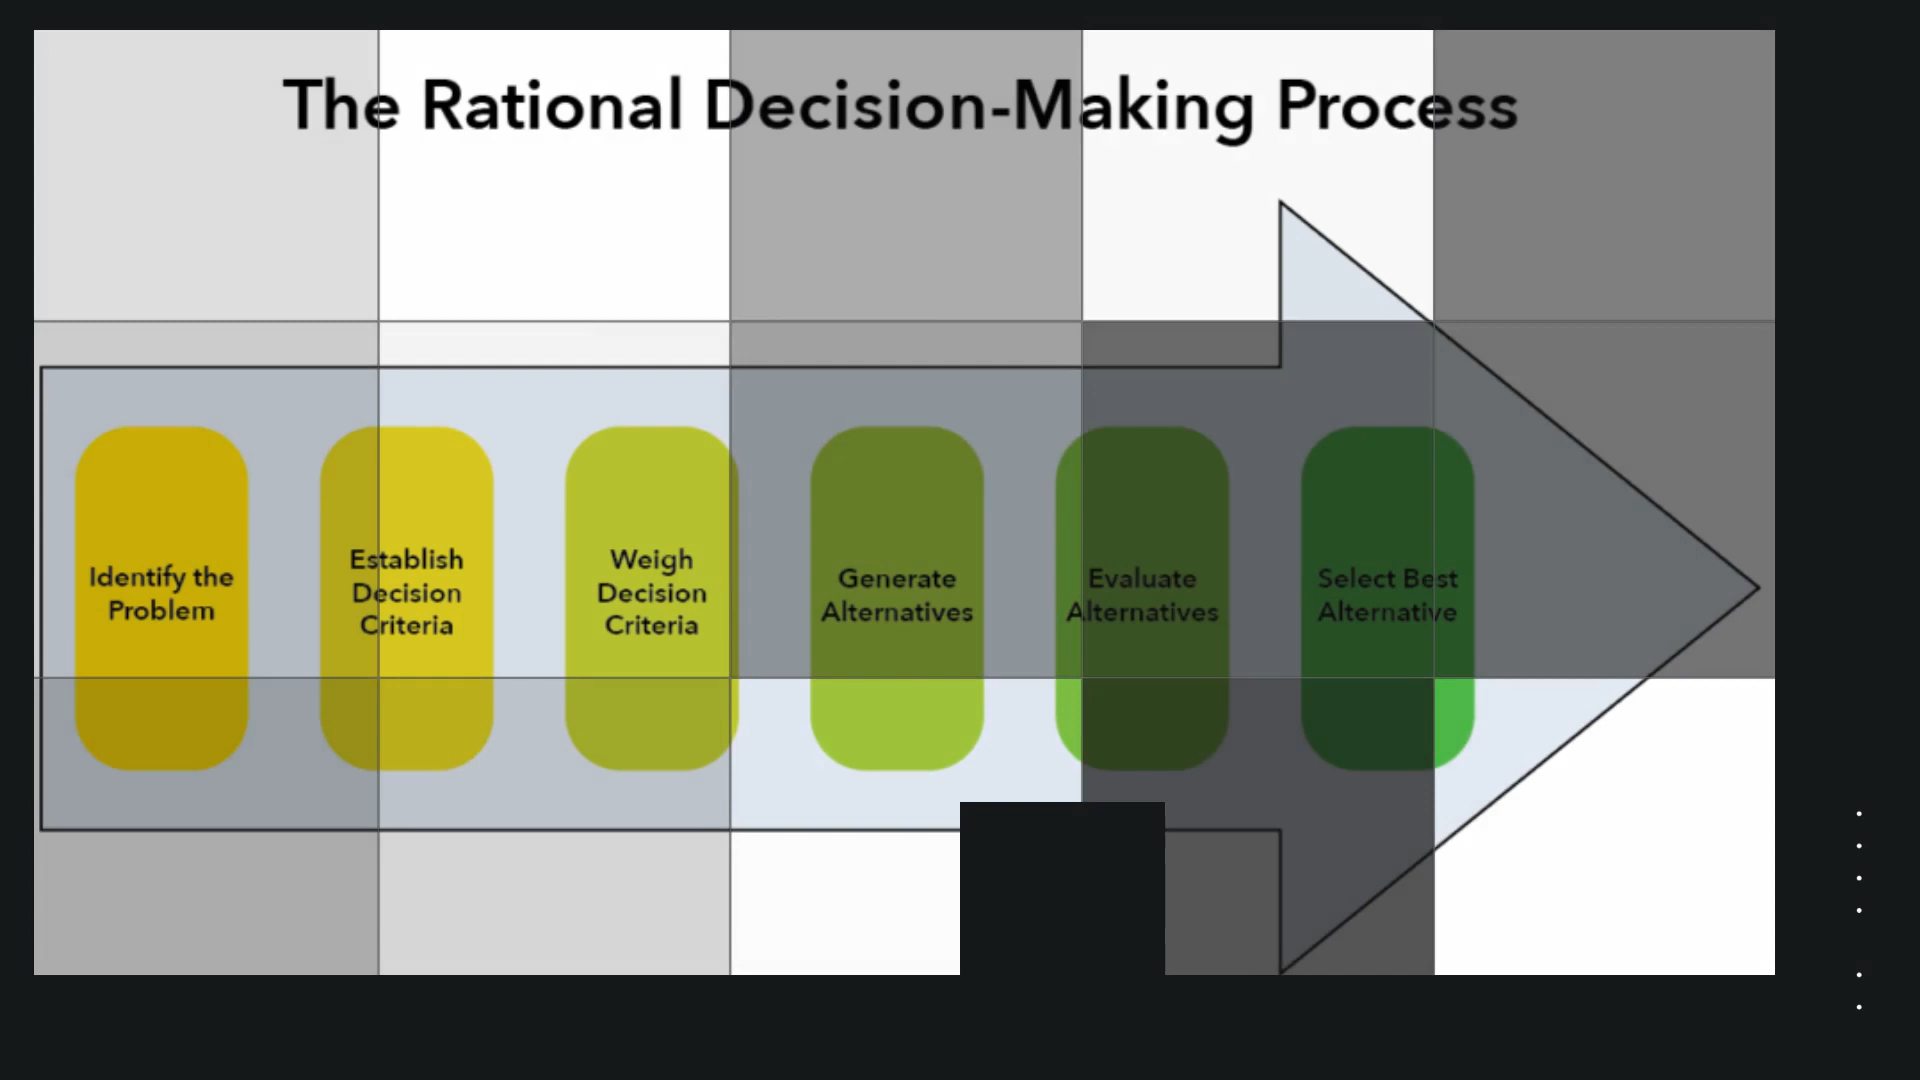 The Rational Decision-Making Process
Identify the
Problem
Establish
Decision
Criteria
Weigh
Decision
Criteria
Generate
Alternatives
Evaluate
Alternatives
Select Best
Alternative